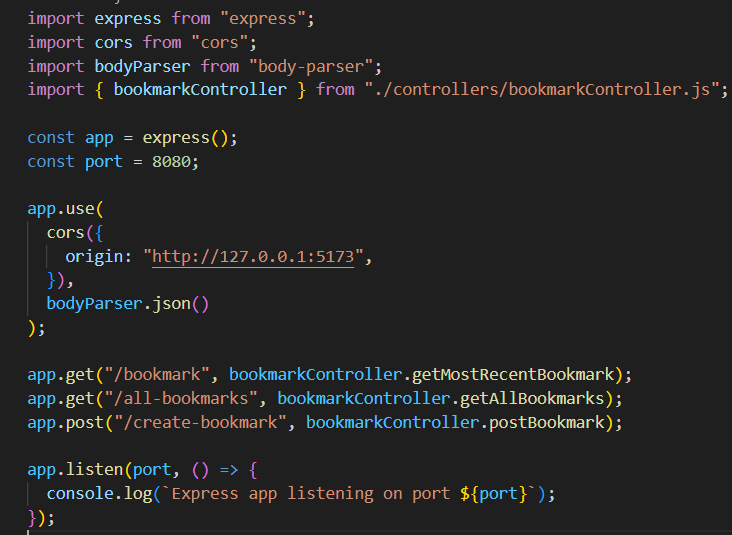 import express from "express";
import cors from "cors";
import bodyParser from "body-parser";
import { bookmarkController } from "./controllers/bookmarkController.js";
const app = express();
const port = 8080;
app.use(
cors({
origin: "http://127.0.0.1:5173",
}),
bodyParser.json()
);
app.get("/bookmark", bookmarkController.getMostRecentBookmark);
app.get("/all-bookmarks", bookmarkController.getAllBookmarks);
app.post("/create-bookmark", bookmarkController.postBookmark);
app.listen(port, () => {
console.log(`Express app listening on port ${port}`);
});